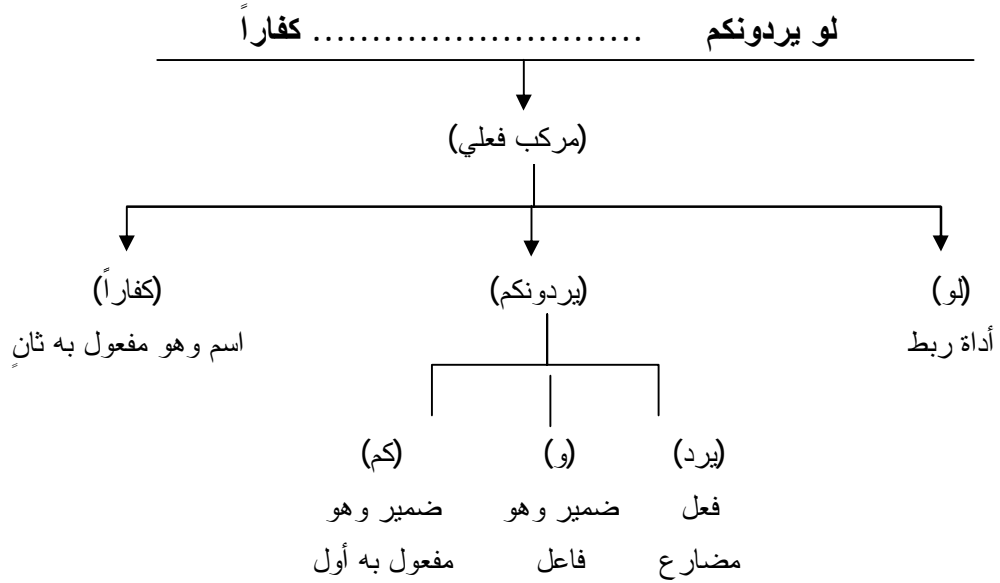 لو يردونكم ............................ كفاراً
(مركب فعلي)
(لو) (يردونكم) (كفاراً)
أداة ربط اسم وهو مفعول به ثانٍ
(يرد) (و) (كم)
فعل ضمير وهو ضمير وهو
مضارع فاعل مفعول به أول